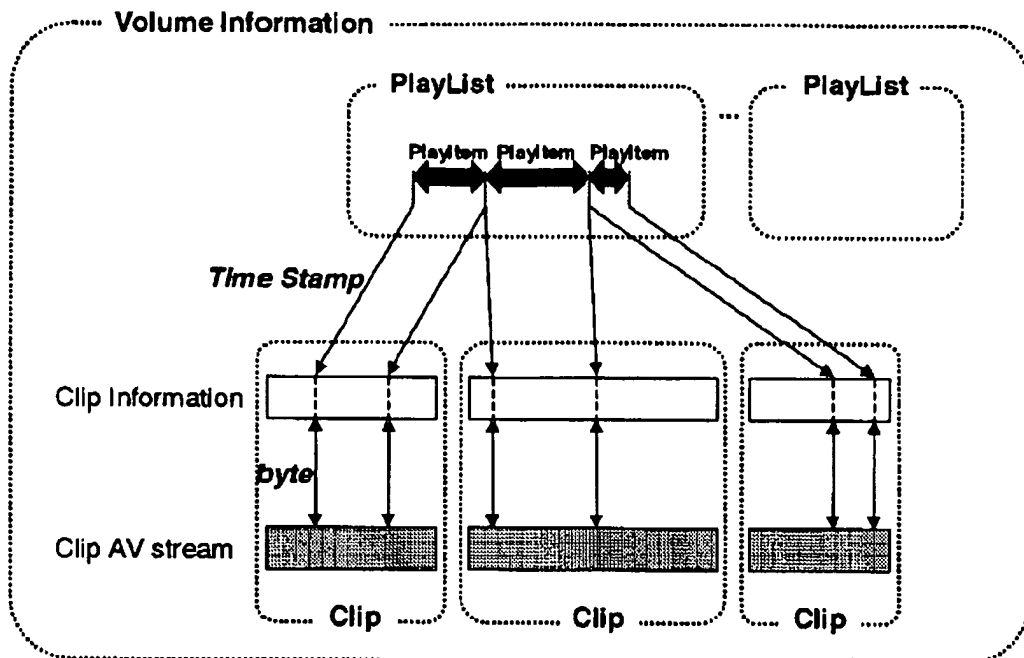 Volume Information
PlayList
PlayList
...
PlayItem PlayItem PlayItem
Time Stamp
Clip Information
byte
Clip AV stream
Clip
Clip
Clip